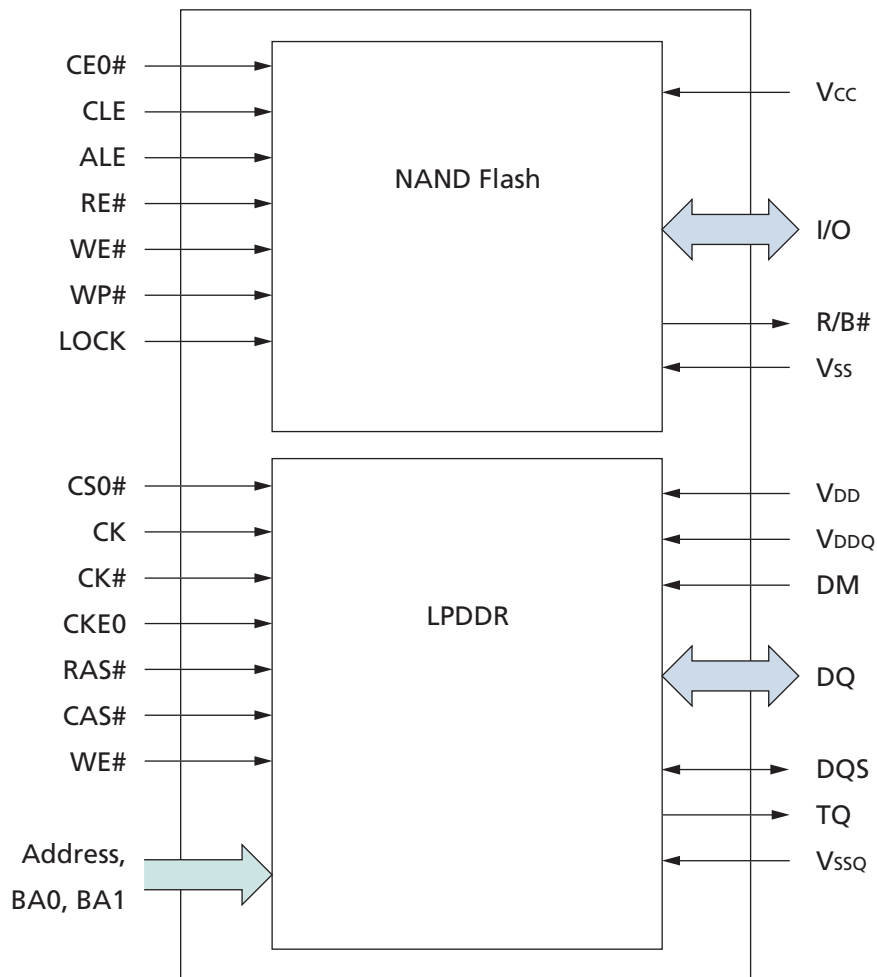 CE0#
CLE
ALE
RE#
WE#
WP#
LOCK
NAND Flash
Vcc
I/O
R/B#
Vss
CS0#
CK
CK#
CKE0
RAS#
CAS#
WE#
Address,
BA0, BA1
LPDDR
VDD
VDDQ
DM
DQ
DQS
TQ
VSSQ